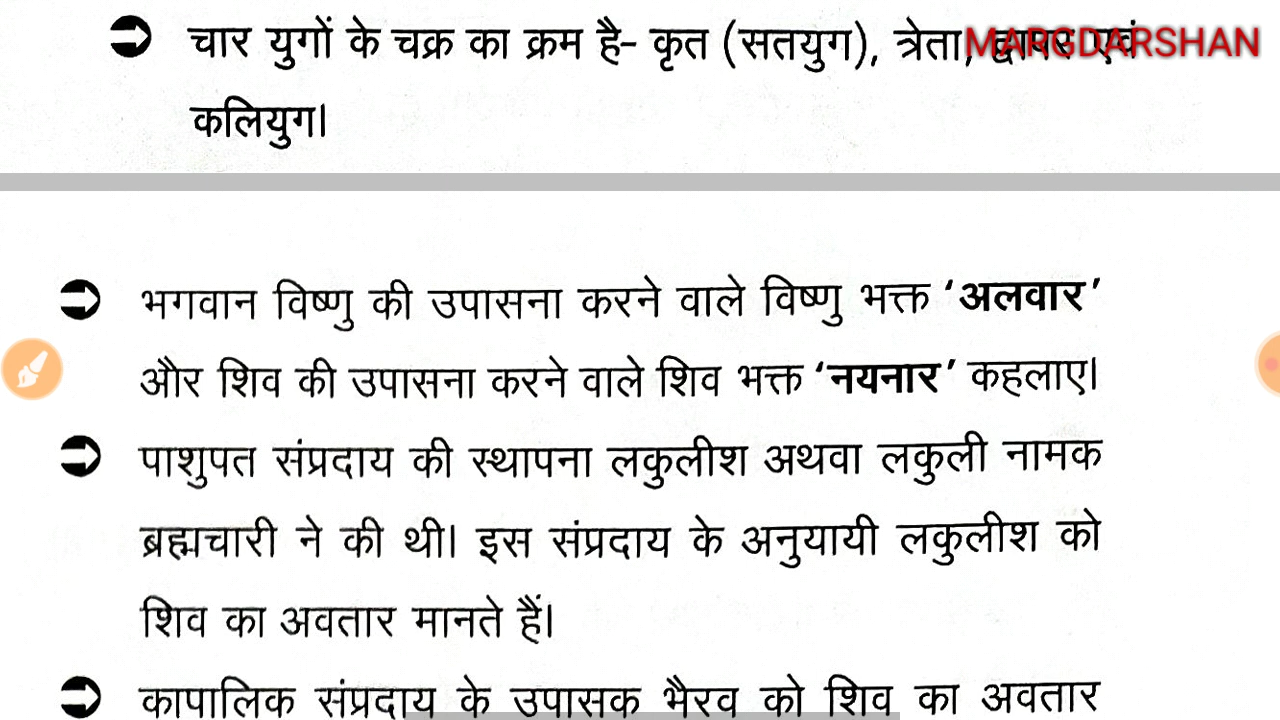 चार युगों के चक्र का क्रम है- कृत (सतयुग), त्रेता, द्वापर एवं
MARGDARSHAN
कलियुग।
भगवान विष्णु की उपासना करने वाले विष्णु भक्त ‘अलवार’
और शिव की उपासना करने वाले शिव भक्त ‘नयनार’ कहलाए।
पाशुपत संप्रदाय की स्थापना लकुलीश अथवा लकुली नामक
ब्रह्मचारी ने की थी। इस संप्रदाय के अनुयायी लकुलीश को
शिव का अवतार मानते हैं।
कापालिक संप्रदाय के उपासक भैरव को शिव का अवतार